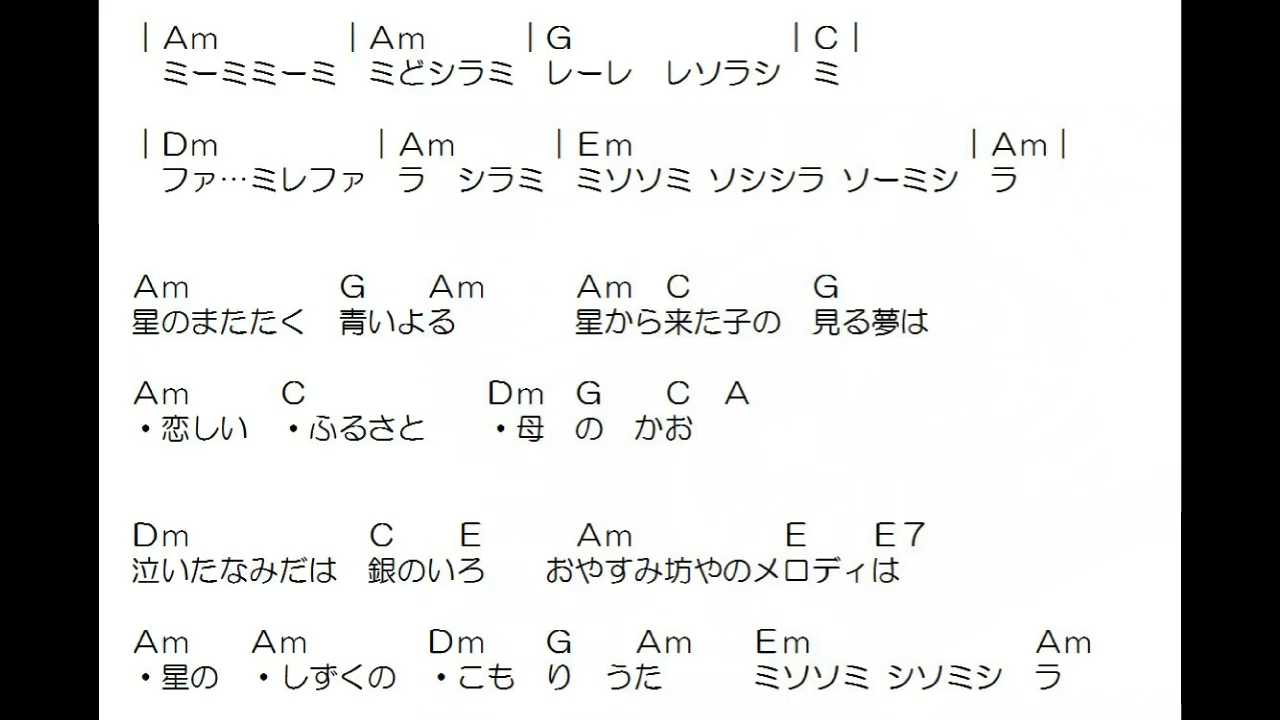 ｜Ａｍ　　　　｜Ａｍ　　　｜Ｇ　　　　　　　｜Ｃ｜
ミーミミーミ　ミどシラミ　レーレ　レソラシ　ミ
｜Ｄｍ　　　　　｜Ａｍ　　　｜Ｅｍ　　　　　　　　　　　｜Ａｍ｜
ファ…ミレファ　ラ　シラミ　ミソソミ ソシシラ ソーミシ　ラ
Ａｍ　　　　　Ｇ　　Ａｍ　　　Ａｍ　Ｃ　　　　Ｇ
星のまたたく　青いよる　　　　星から来た子の　見る夢は
Ａｍ　　　Ｃ　　　　　　Ｄｍ　Ｇ　　Ｃ　Ａ
・恋しい　・ふるさと　　・母　の　かお
Ｄｍ　　　　　　Ｃ　　Ｅ　　　Ａｍ　　　　　Ｅ　　Ｅ７
泣いたなみだは　銀のいろ　　おやすみ坊やのメロディは
Ａｍ　　Ａｍ　　　　Ｄｍ　　Ｇ　　Ａｍ　　Ｅｍ　　　　　　　　Ａｍ
・星の　・しずくの　・こも　り　うた　　　ミソソミ シソミシ　ラ